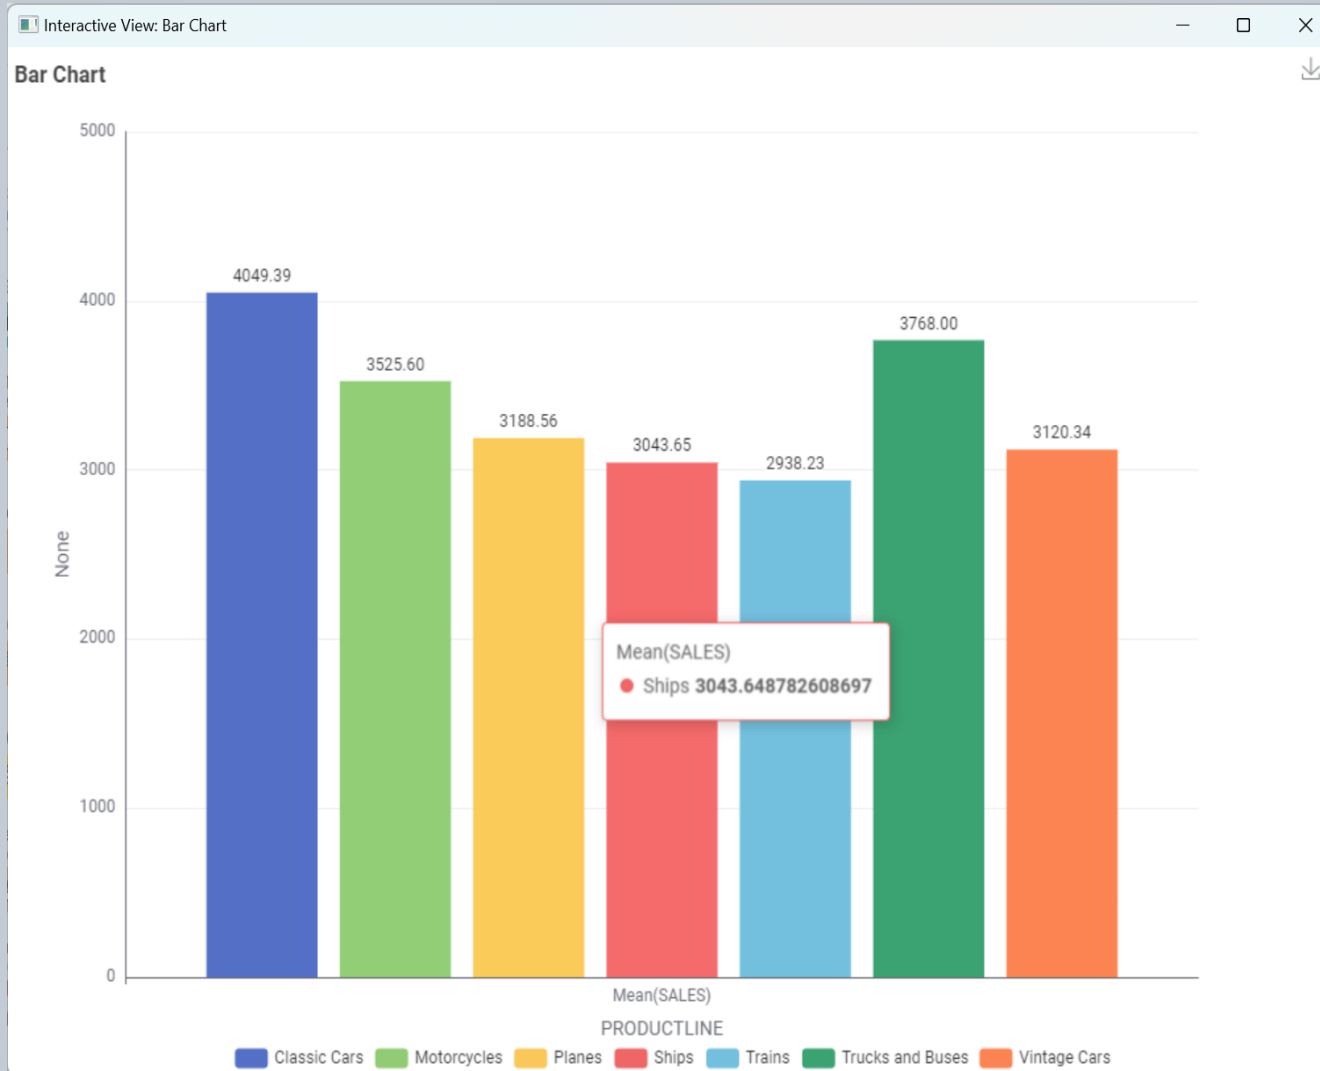 Interactive View: Bar Chart
Bar Chart
5000
4000
3000
2000
1000
0
None
4049.39
3525.60
3188.56
3043.65
2938.23
3768.00
3120.34
Mean(SALES)
Ships 3043.648782608697
Mean(SALES)
PRODUCTLINE
Classic Cars Motorcycles Planes Ships Trains Trucks and Buses Vintage Cars